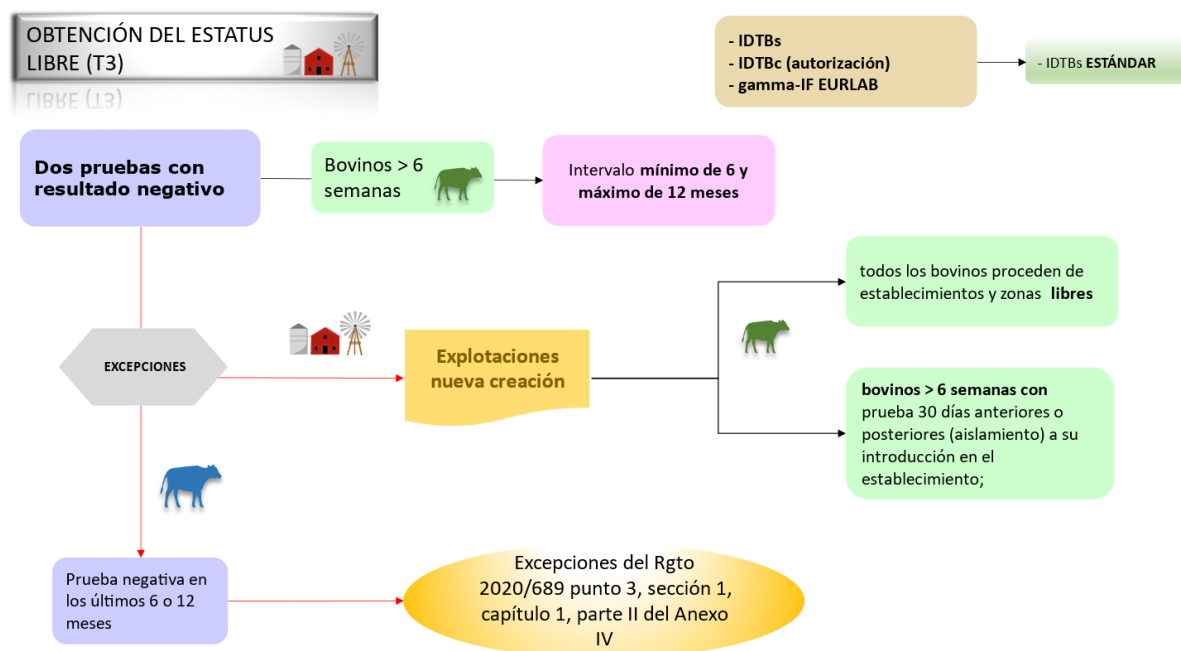 OBTENCIÓN DEL ESTATUS
LIBRE (T3)
- IDTBs
- IDTBc (autorización)
- gamma-IF EURLAB
- IDTBs ESTÁNDAR
Dos pruebas con
resultado negativo
Bovinos > 6
semanas
Intervalo mínimo de 6 y
máximo de 12 meses
todos los bovinos proceden de
establecimientos y zonas libres
EXCEPCIONES
Explotaciones
nueva creación
bovinos > 6 semanas con
prueba 30 días anteriores o
posteriores (aislamiento) a su
introducción en el
establecimiento;
Prueba negativa en
los últimos 6 o 12
meses
Excepciones del Rgto
2020/689 punto 3, sección 1,
capítulo 1, parte II del Anexo
IV